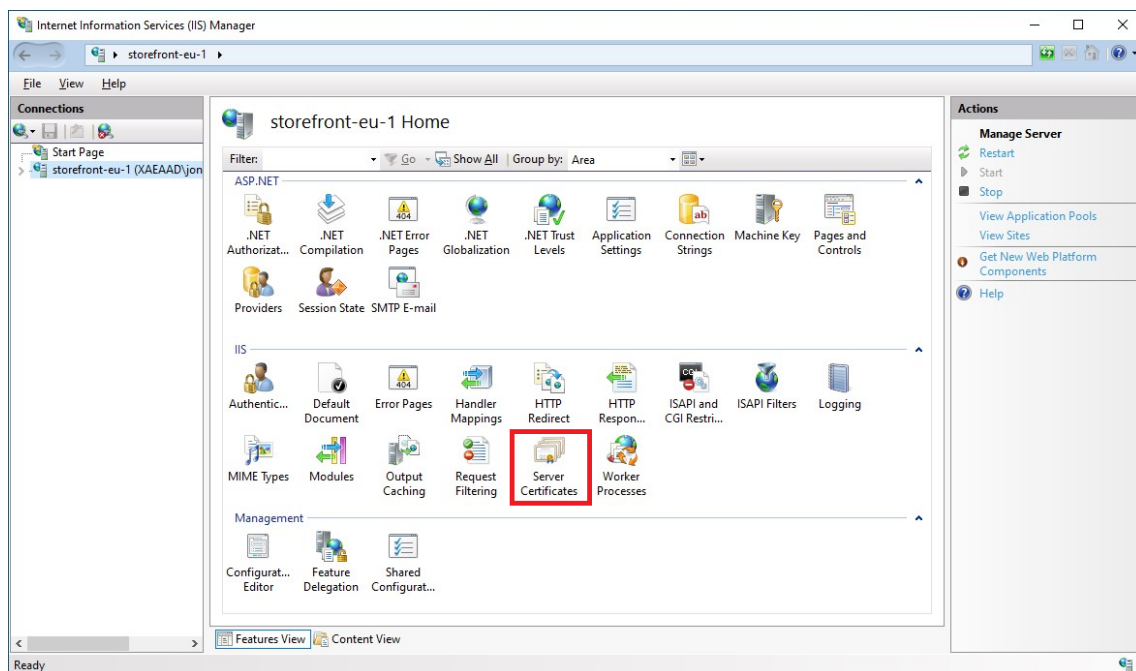 Internet Information Services (IIS) Manager
storefront-eu-1
File View Help
Connections
Start Page
storefront-eu-1 (XAEAAD\jon
storefront-eu-1 Home
Filter: Go Show All Group by: Area
ASP.NET
.NET Authorizat...
.NET Compilation
.NET Error Pages
.NET Globalization
.NET Trust Levels
Application Settings
Connection Strings
Machine Key
Pages and Controls
Providers
Session State
SMTP E-mail
IIS
Authentic...
Default Document
Error Pages
Handler Mappings
HTTP Redirect
HTTP Respon...
ISAPI and CGI Restri...
ISAPI Filters
Logging
MIME Types
Modules
Output Caching
Request Filtering
Server Certificates
Worker Processes
Management
Configurat... Editor
Feature Delegation
Shared Configurat...
Features View Content View
Actions
Manage Server
Restart
Start
Stop
View Application Pools
View Sites
Get New Web Platform
Components
Help
Ready